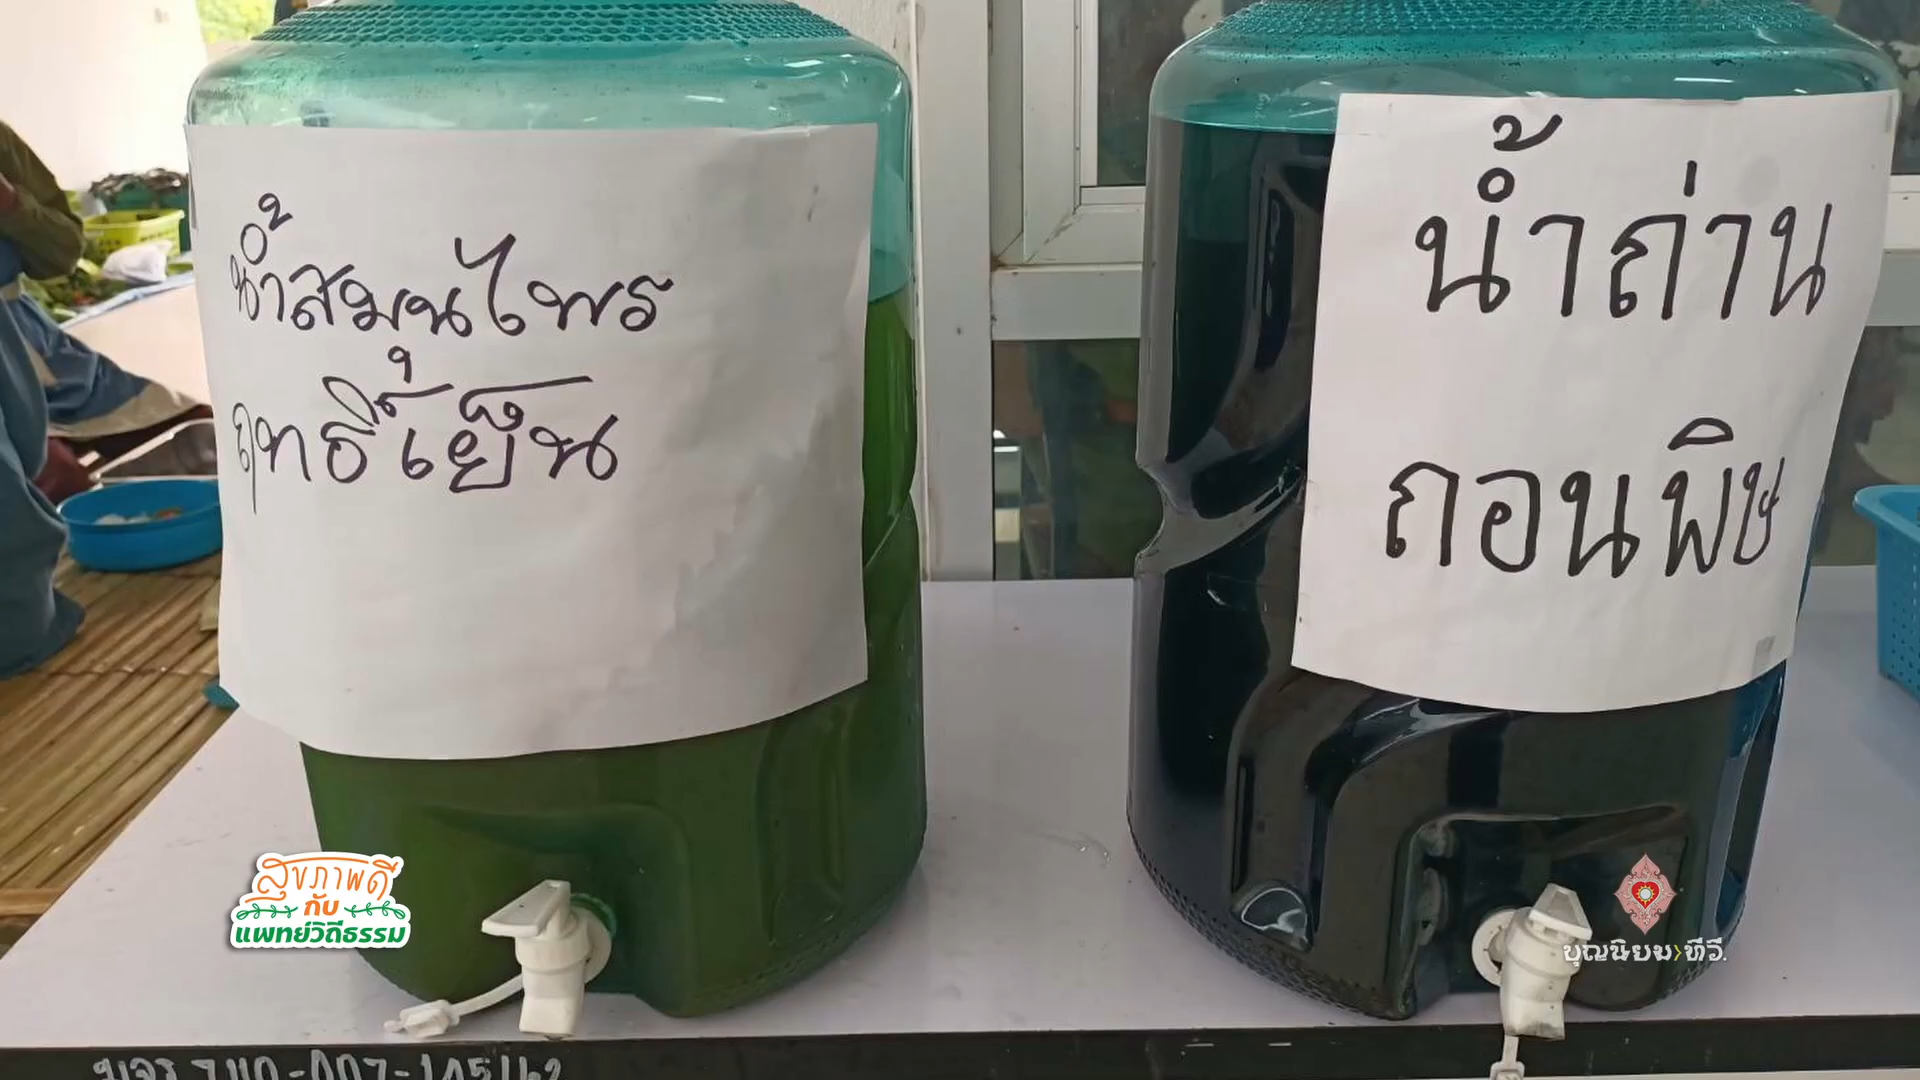 น้ำสมุนไพร
ฤทธิ์เย็น
น้ำถ่าน
ถอนพิษ
สุขภาพดี
กับ
แพทย์วิถีธรรม
บุญนิยมทีวี